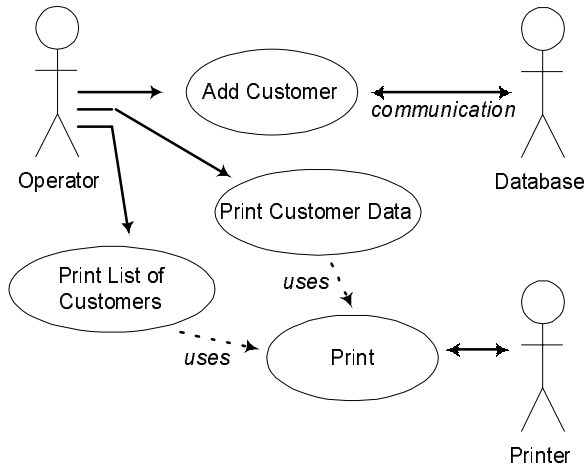 Add Customer
communication
Operator
Database
Print Customer Data
Print List of
Customers
uses
uses
Print
Printer